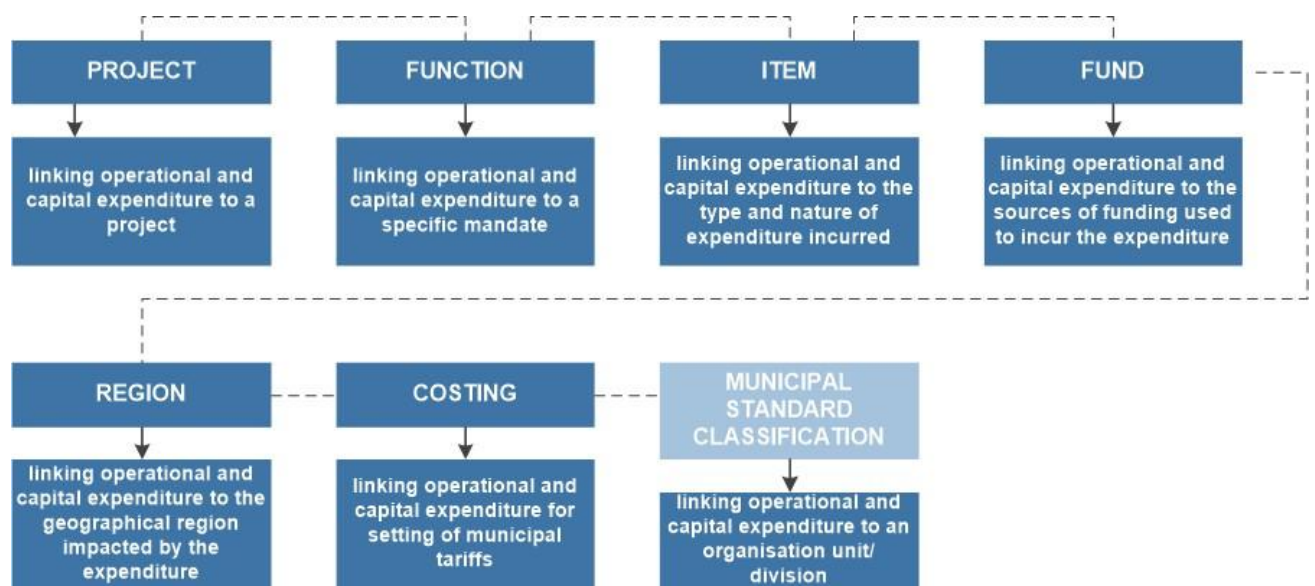 PROJECT
FUNCTION
ITEM
FUND
linking operational and
capital expenditure to a
project
linking operational and
capital expenditure to a
specific mandate
linking operational and
capital expenditure to the
type and nature of
expenditure incurred
linking operational and
capital expenditure to the
sources of funding used
to incur the expenditure
REGION
COSTING
MUNICIPAL
STANDARD
CLASSIFICATION
linking operational and
capital expenditure to the
geographical region
impacted by the
expenditure
linking operational and
capital expenditure for
setting of municipal
tariffs
linking operational and
capital expenditure to an
organisation unit/
division